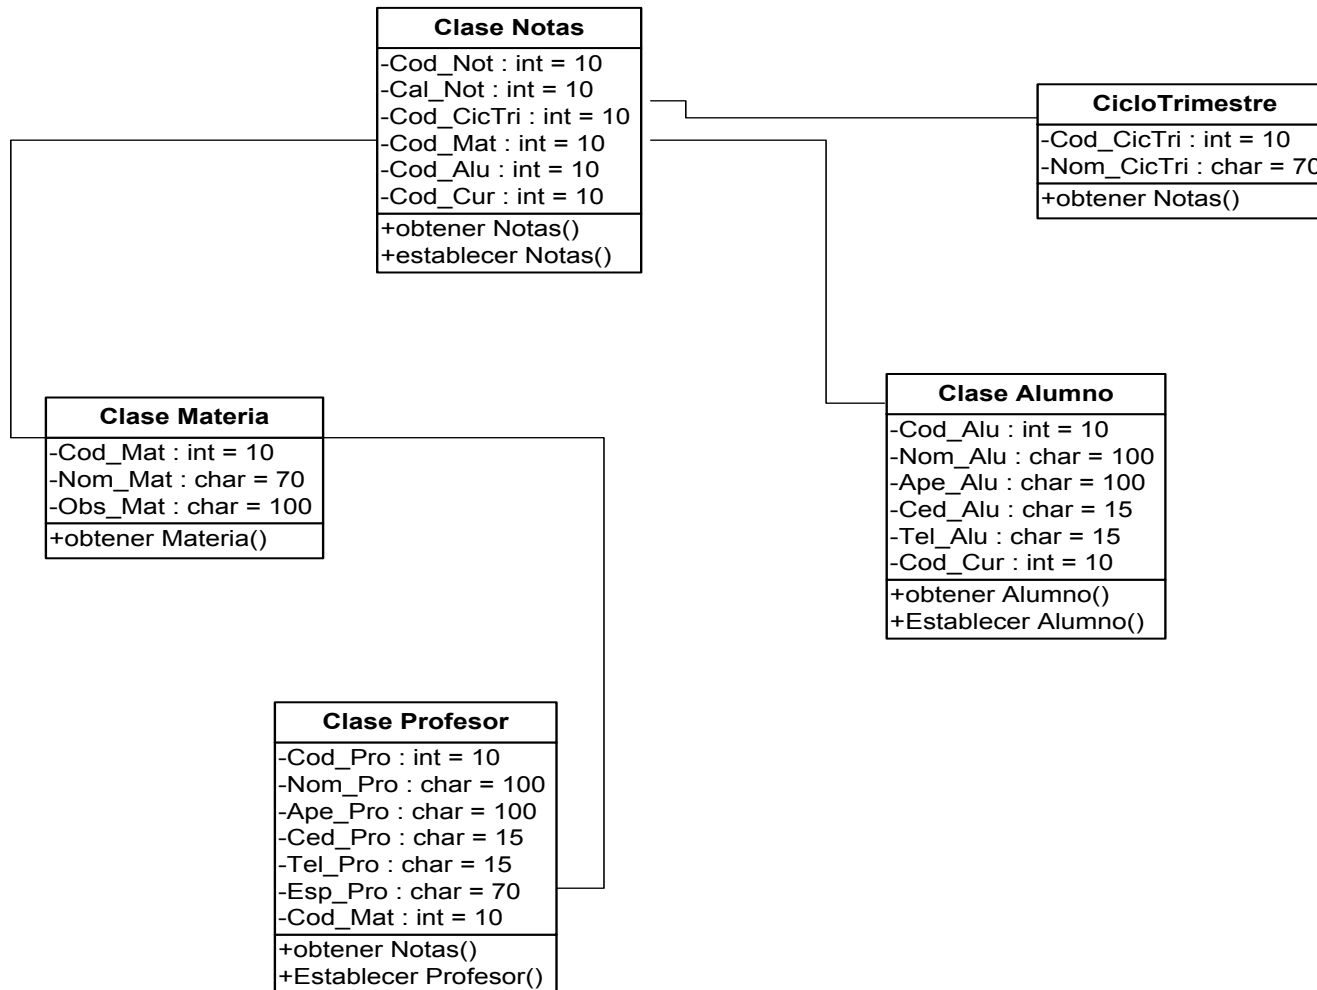 Clase Notas
-Cod_Not : int = 10
-Cal_Not : int = 10
-Cod_CicTri : int = 10
-Cod_Mat : int = 10
-Cod_Alu : int = 10
-Cod_Cur : int = 10
+obtener Notas()
+establecer Notas()
CicloTrimestre
-Cod_CicTri : int = 10
-Nom_CicTri : char = 70
+obtener Notas()
Clase Materia
-Cod_Mat : int = 10
-Nom_Mat : char = 70
-Obs_Mat : char = 100
+obtener Materia()
Clase Alumno
-Cod_Alu : int = 10
-Nom_Alu : char = 100
-Ape_Alu : char = 100
-Ced_Alu : char = 15
-Tel_Alu : char = 15
-Cod_Cur : int = 10
+obtener Alumno()
+Establecer Alumno()
Clase Profesor
-Cod_Pro : int = 10
-Nom_Pro : char = 100
-Ape_Pro : char = 100
-Ced_Pro : char = 15
-Tel_Pro : char = 15
-Esp_Pro : char = 70
-Cod_Mat : int = 10
+obtener Notas()
+Establecer Profesor()